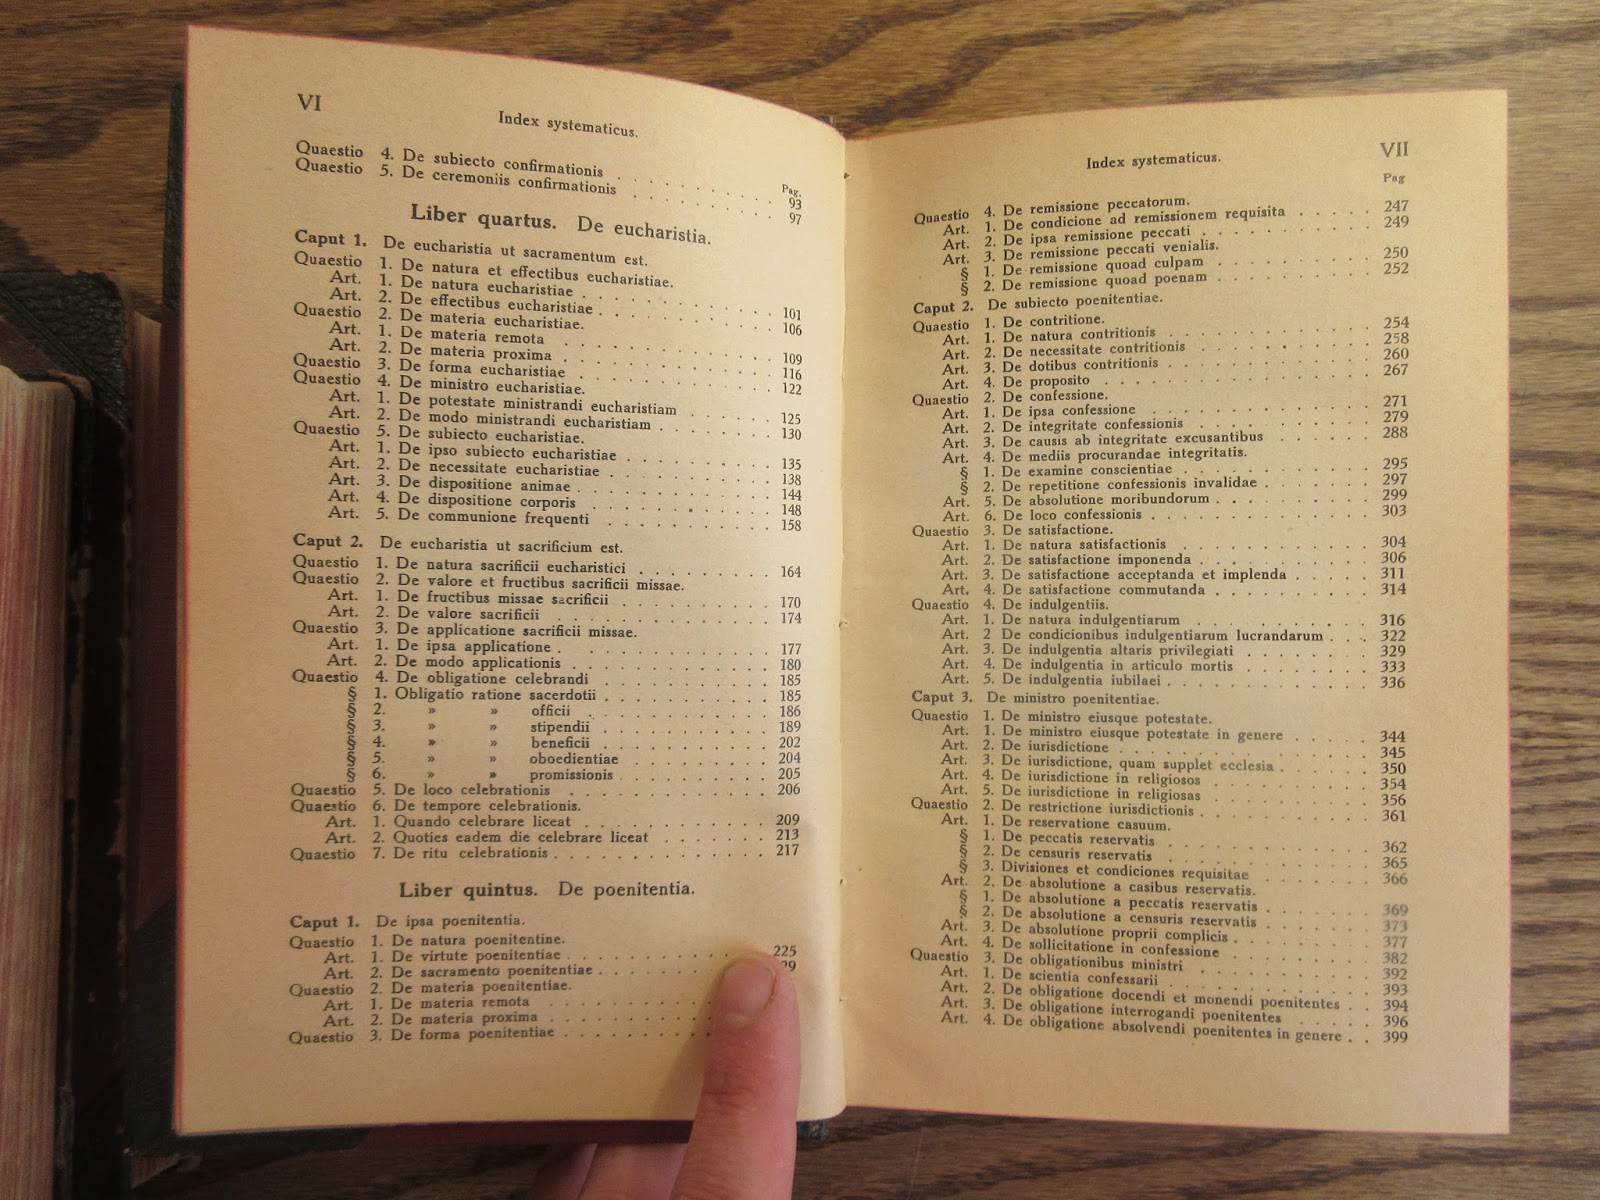 VI
Index systematicus.
Pag.
Quaestio 4. De subiecto confirmationis . . . . . . . . . . 93
Quaestio 5. De ceremoniis confirmationis . . . . . . . . . 97
Liber quartus. De eucharistia.
Caput 1. De eucharistia ut sacramentum est.
Quaestio 1. De natura et effectibus eucharistiae.
Art. 1. De natura eucharistiae . . . . . . . . . . . . 101
Art. 2. De effectibus eucharistiae . . . . . . . . . . . 106
Quaestio 2. De materia eucharistiae.
Art. 1. De materia remota . . . . . . . . . . . . . 109
Art. 2. De materia proxima . . . . . . . . . . . . . 116
Quaestio 3. De forma eucharistiae . . . . . . . . . . . . 122
Quaestio 4. De ministro eucharistiae.
Art. 1. De potestate ministrandi eucharistiam . . . . . . 125
Art. 2. De modo ministrandi eucharistiam . . . . . . . . 130
Quaestio 5. De subiecto eucharistiae.
Art. 1. De ipso subiecto eucharistiae . . . . . . . . . . 135
Art. 2. De necessitate eucharistiae . . . . . . . . . . . 138
Art. 3. De dispositione animae . . . . . . . . . . . . 144
Art. 4. De dispositione corporis . . . . . . . . . . . . 148
Art. 5. De communione frequenti . . . . . . . . . . . 158
Caput 2. De eucharistia ut sacrificium est.
Quaestio 1. De natura sacrificii eucharistici . . . . . . . . . 164
Quaestio 2. De valore et fructibus sacrificii missae.
Art. 1. De fructibus missae sacrificii . . . . . . . . . . 170
Art. 2. De valore sacrificii . . . . . . . . . . . . . 174
Quaestio 3. De applicatione sacrificii missae.
Art. 1. De ipsa applicatione . . . . . . . . . . . . . 177
Art. 2. De modo applicationis . . . . . . . . . . . . 180
Quaestio 4. De obligatione celebrandi . . . . . . . . . . . 185
§ 1. Obligatio ratione sacerdotii . . . . . . . . . . . 185
§ 2. » » officii . . . . . . . . . . . 186
§ 3. » » stipendii . . . . . . . . . . . 189
§ 4. » » beneficii . . . . . . . . . . . 202
§ 5. » » oboedientiae . . . . . . . . . . 204
§ 6. » » promissionis . . . . . . . . . . 205
Quaestio 5. De loco celebrationis . . . . . . . . . . . . . 206
Quaestio 6. De tempore celebrationis.
Art. 1. Quando celebrare liceat . . . . . . . . . . . . 209
Art. 2. Quoties eadem die celebrare liceat . . . . . . . 213
Quaestio 7. De ritu celebrationis . . . . . . . . . . . . . 217
Liber quintus. De poenitentia.
Caput 1. De ipsa poenitentia.
Quaestio 1. De natura poenitentine.
Art. 1. De virtute poenitentiae . . . . . . . . . . . . 225
Art. 2. De sacramento poenitentiae . . . . . . . 29
Quaestio 2. De materia poenitentiae.
Art. 1. De materia remota . . . . . . . . . .
Art. 2. De materia proxima . . . . . . . . . .
Quaestio 3. De forma poenitentiae . . . . . . . . .
VII
Index systematicus.
Pag
Quaestio 4. De remissione peccatorum.
Art. 1. De condicione ad remissionem requisita . . . . . 247
Art. 2. De ipsa remissione peccati . . . . . . . . . . 249
Art. 3. De remissione peccati venialis.
§ 1. De remissione quoad culpam . . . . . . . . . 250
§ 2. De remissione quoad poenam . . . . . . . . . 252
Caput 2. De subiecto poenitentiae.
Quaestio 1. De contritione.
Art. 1. De natura contritionis . . . . . . . . . . . . 254
Art. 2. De necessitate contritionis . . . . . . . . . . 258
Art. 3. De dotibus contritionis . . . . . . . . . . . 260
Art. 4. De proposito . . . . . . . . . . . . . . 267
Quaestio 2. De confessione.
Art. 1. De ipsa confessione . . . . . . . . . . . . 271
Art. 2. De integritate confessionis . . . . . . . . . . 279
Art. 3. De causis ab integritate excusantibus . . . . . . 288
Art. 4. De mediis procurandae integritatis.
§ 1. De examine conscientiae . . . . . . . . . . 295
§ 2. De repetitione confessionis invalidae . . . . . . 297
Art. 5. De absolutione moribundorum . . . . . . . . . 299
Art. 6. De loco confessionis . . . . . . . . . . . . 303
Quaestio 3. De satisfactione.
Art. 1. De natura satisfactionis . . . . . . . . . . . 304
Art. 2. De satisfactione imponenda . . . . . . . . . . 306
Art. 3. De satisfactione acceptanda et implenda . . . . . 311
Art. 4. De satisfactione commutanda . . . . . . . . . 314
Quaestio 4. De indulgentiis.
Art. 1. De natura indulgentiarum . . . . . . . . . . 316
Art. 2 De condicionibus indulgentiarum lucrandarum . . . 322
Art. 3. De indulgentia altaris privilegiati . . . . . . . . 329
Art. 4. De indulgentia in articulo mortis . . . . . . . . 333
Art. 5. De indulgentia iubilaei . . . . . . . . . . . . 336
Caput 3. De ministro poenitentiae.
Quaestio 1. De ministro eiusque potestate.
Art. 1. De ministro eiusque potestate in genere . . . . . 344
Art. 2. De iurisdictione . . . . . . . . . . . . . . 345
Art. 3. De iurisdictione, quam supplet ecclesia . . . . . . 350
Art. 4. De iurisdictione in religiosos . . . . . . . . . 354
Art. 5. De iurisdictione in religiosas . . . . . . . . . 356
Quaestio 2. De restrictione iurisdictionis . . . . . . . . . . 361
Art. 1. De reservatione casuum.
§ 1. De peccatis reservatis . . . . . . . . . . . 362
§ 2. De censuris reservatis . . . . . . . . . . . 365
§ 3. Divisiones et condiciones requisitae . . . . . . 366
Art. 2. De absolutione a casibus reservatis.
§ 1. De absolutione a peccatis reservatis . . . . . . 369
§ 2. De absolutione a censuris reservatis . . . . . . 373
Art. 3. De absolutione proprii complicis . . . . . . . . 377
Art. 4. De sollicitatione in confessione . . . . . . . . 382
Quaestio 3. De obligationibus ministri . . . . . . . . . . 392
Art. 1. De scientia confessarii . . . . . . . . . . . 393
Art. 2. De obligatione docendi et monendi poenitentes . . 394
Art. 3. De obligatione interrogandi poenitentes . . . . . 396
Art. 4. De obligatione absolvendi poenitentes in genere . . 399